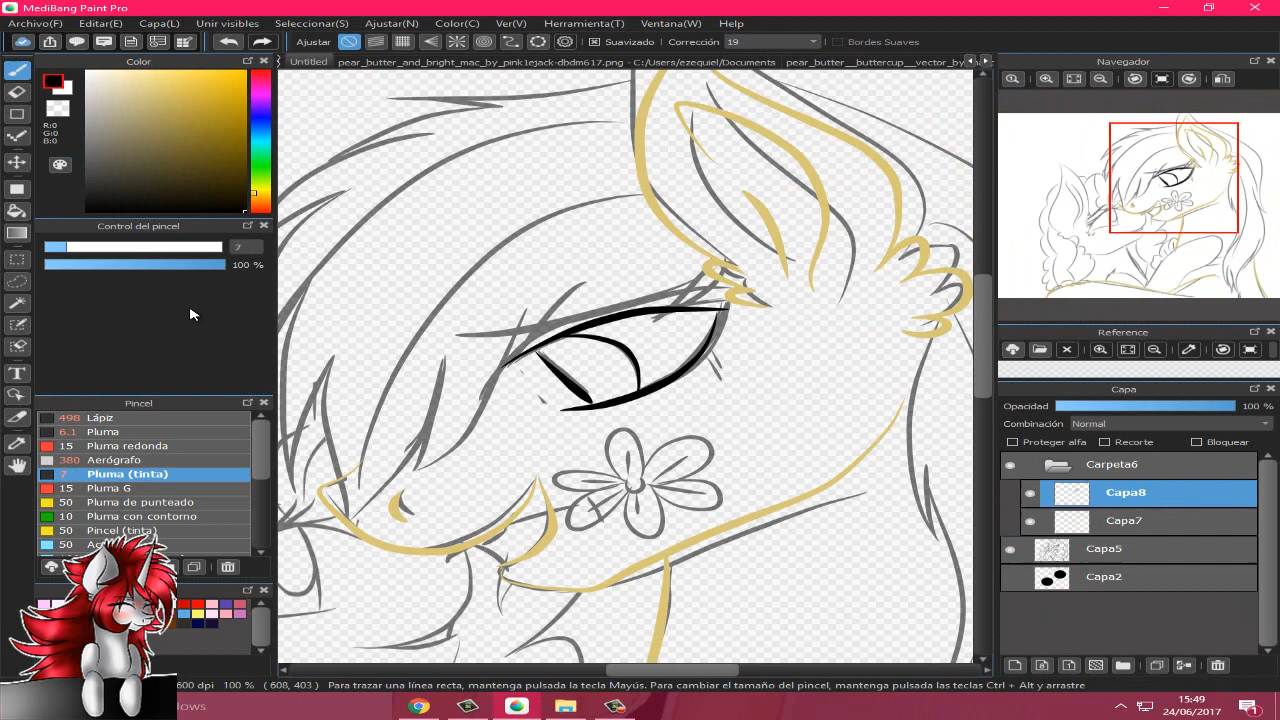 MediBang Paint Pro
Archivo(F) Editar(E) Capa(L) Unir visibles Seleccionar(S) Ajustar(N) Color(C) Ver(V) Herramienta(T) Ventana(W) Help
Ajustar Suavizado Corrección 19 Bordes Suaves
Color Untitled pear_butter_and_bright_mac_by_pink1ejack-dbdm617.png - C:/Users/ezequiel/Documents pear_butter__buttercup__vector_by Navegador
R:0
G:0
B:0
Control del pincel
7
100 %
Reference
Capa
Opacidad 100 %
Combinación Normal
Proteger alfa Recorte Bloquear
Carpeta6
Capa8
Capa7
Capa5
Capa2
Pincel
498 Lápiz
6.1 Pluma
15 Pluma redonda
380 Aerógrafo
7 Pluma (tinta)
15 Pluma G
50 Pluma de punteado
10 Pluma con contorno
50 Pincel (tinta)
50
600 dpi 100 % ( 608, 403 ) Para trazar una línea recta, mantenga pulsada la tecla Mayús. Para cambiar el tamaño del pincel, mantenga pulsadas las teclas Ctrl + Alt y arrastre
15:49
24/06/2017
1